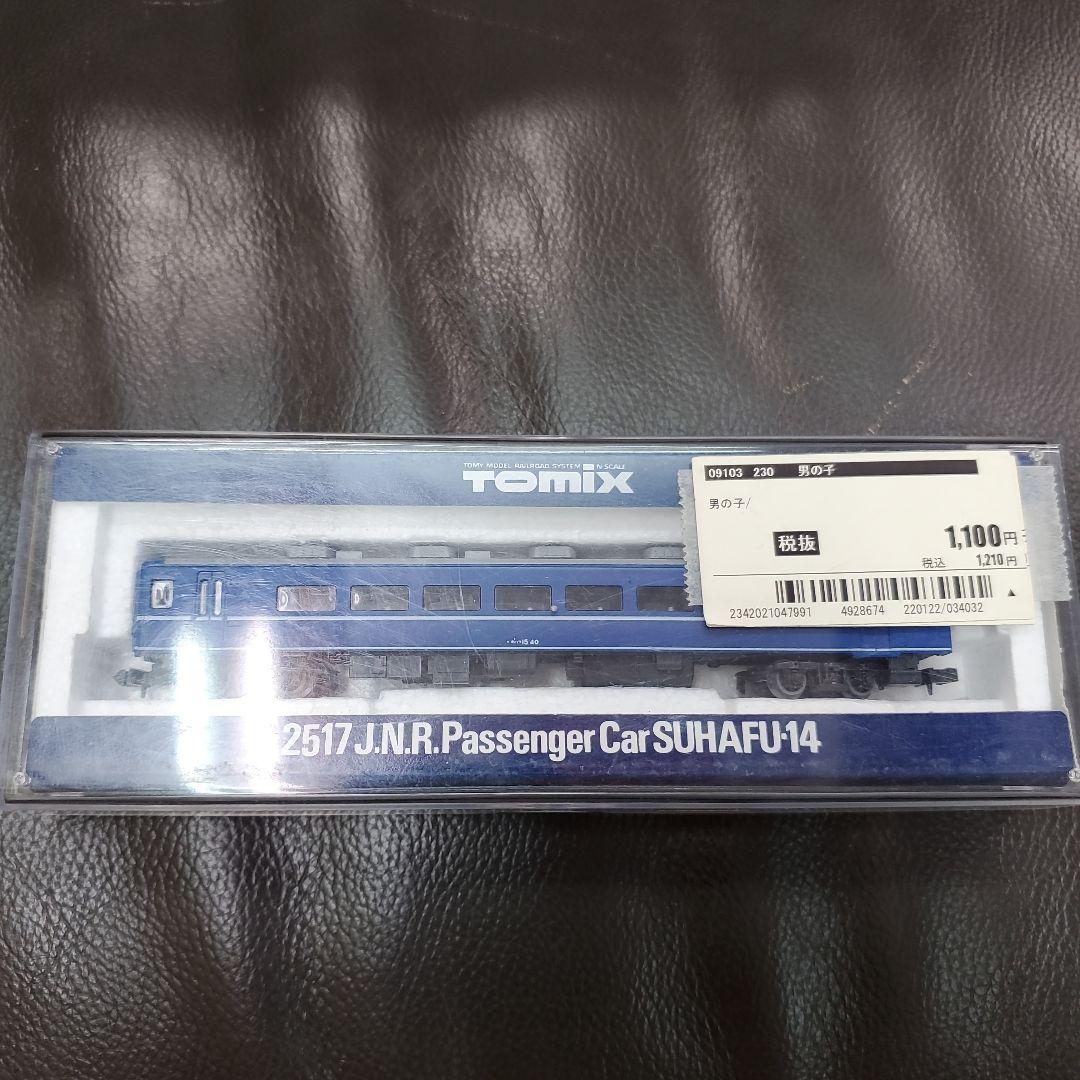 TOMY MODEL RAILROAD SYSTEM N SCALE
TOMIX
09103 230 男の子
男の子/
税抜 1,100円
税込 1,210円
2342021047991 4928674 220122/034032
2517 J.N.R. Passenger Car SUHAFU·14